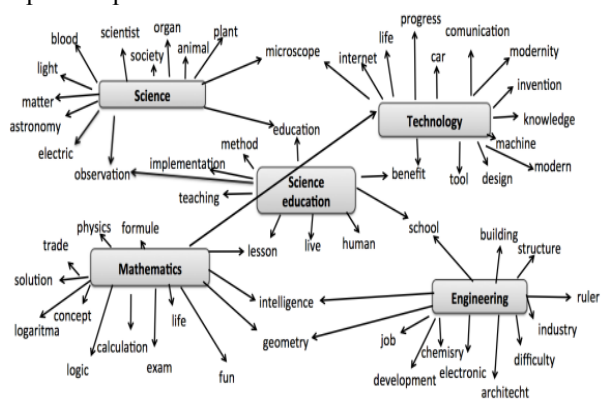 progress
scientist
organ
plant
life
comunication
blood
society
animal
microscope
internet
car
modernity
light
Science
invention
matter
Technology
knowledge
astronomy
education
machine
electric
method
observation
implementation
Science
education
benefit
tool
design
modern
teaching
physics
formule
school
building
trade
lesson
live
human
structure
solution
Mathematics
Engineering
ruler
concept
intelligence
logaritma
life
industry
calculation
geometry
job
chemisry
difficulty
logic
exam
fun
development
electronic
architecht